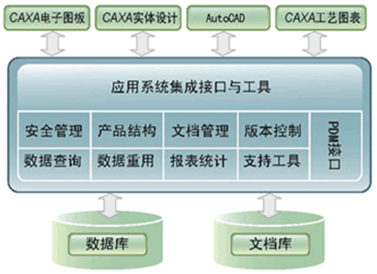 CAXA电子图板 CAXA实体设计 AutoCAD CAXA工艺图表
应用系统集成接口与工具
安全管理 产品结构 文档管理 版本控制
数据查询 数据重用 报表统计 支持工具
PDM接口
数据库 文档库